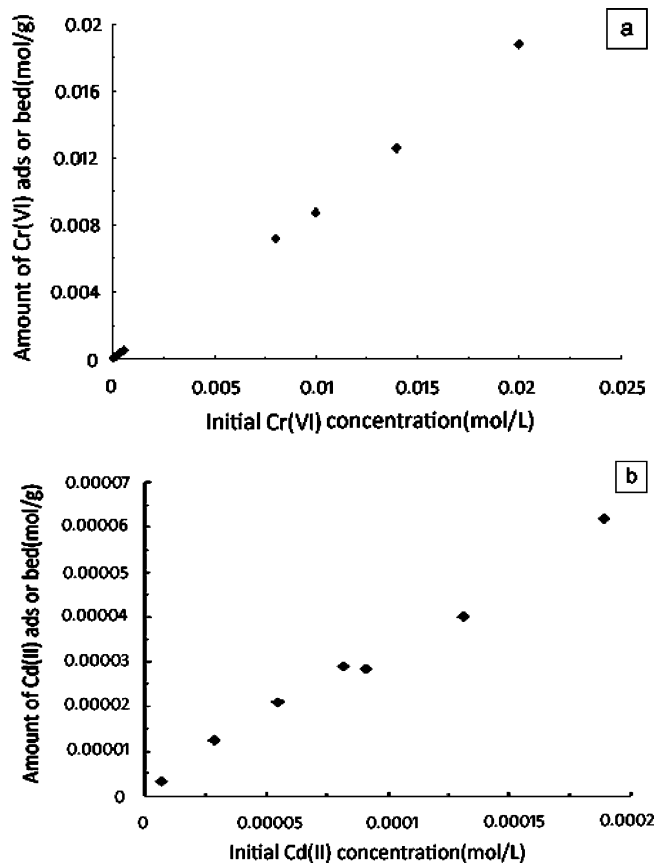 a
Amount of Cr(VI) ads or bed(mol/g)
0.02
0.016
0.012
0.008
0.004
0
0 0.005 0.01 0.015 0.02 0.025
Initial Cr(VI) concentration(mol/L)
b
Amount of Cd(II) ads or bed(mol/g)
0.00007
0.00006
0.00005
0.00004
0.00003
0.00002
0.00001
0
0 0.00005 0.0001 0.00015 0.0002
Initial Cd(II) concentration(mol/L)